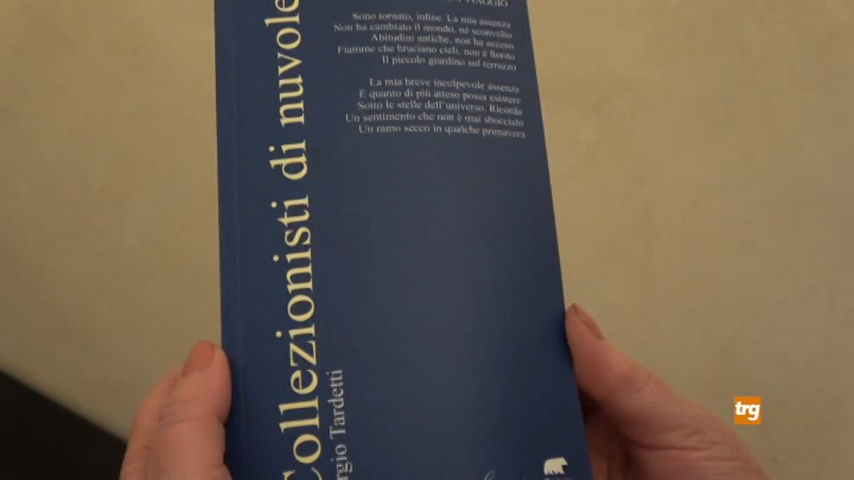 VIAGGIO
Sono tornato, infine. La mia assenza
Non ha cambiato il mondo, né sconvolto
Abitudini antiche, non ha acceso
Fiamme che bruciano cieli, non è fiorito
Il piccolo giardino sul terrazzo
La mia breve incolpevole assenza
È quanto di più atteso possa esistere
Sotto le stelle dell'universo. Ricorda
Un sentimento che non è mai sbocciato
Un ramo secco in qualche primavera
Collezionisti di nuvole
rgio Tardetti
trg